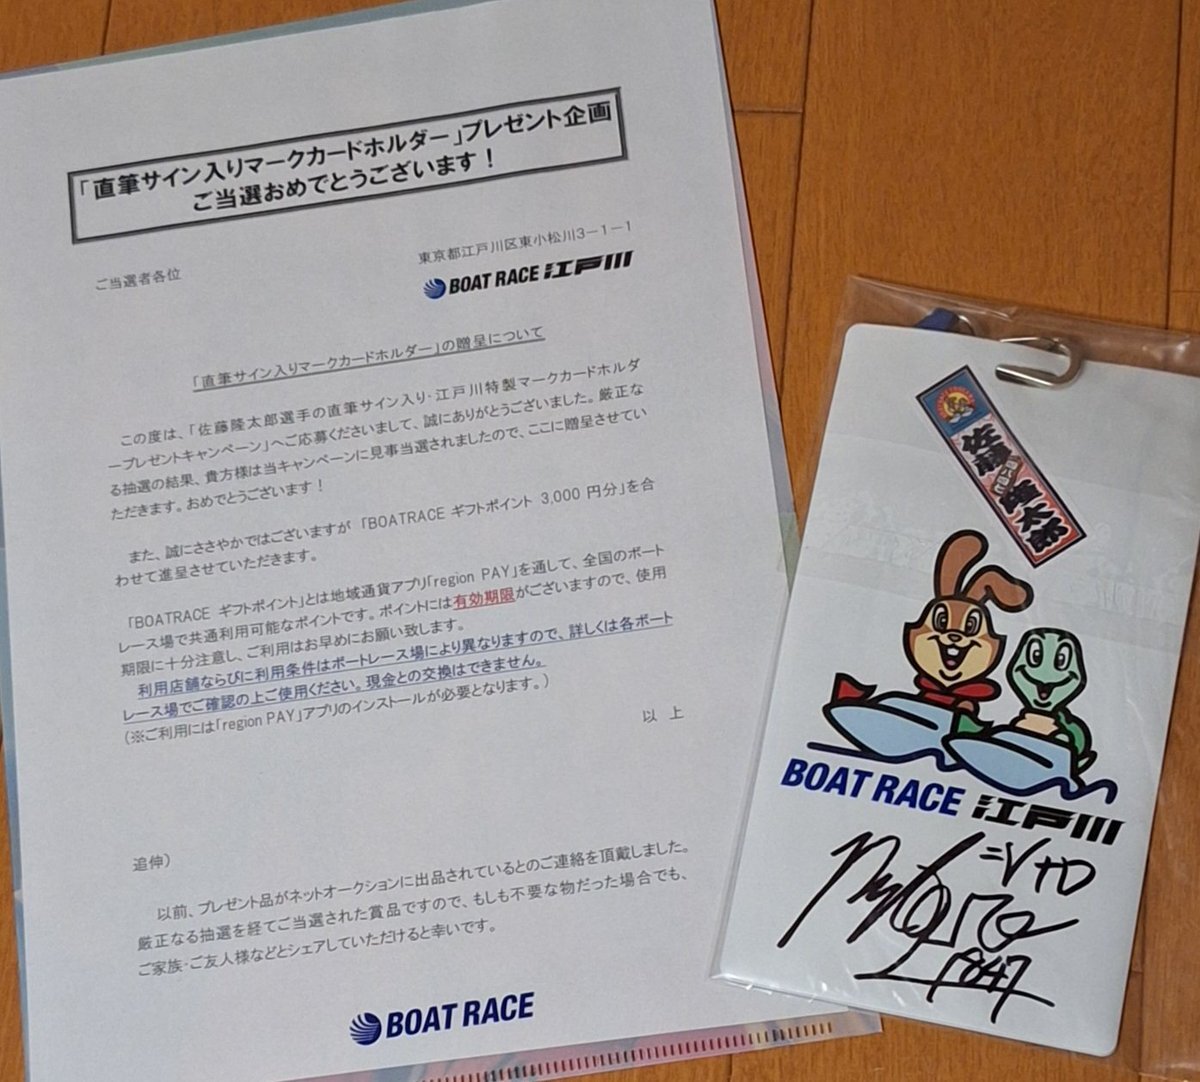 「直筆サイン入りマークカードホルダー」プレゼント企画
ご当選おめでとうございます！
ご当選者各位
東京都江戸川区東小松川3－1－1
BOAT RACE 江戸川
「直筆サイン入りマークカードホルダー」の贈呈について
この度は、「佐藤隆太郎選手の直筆サイン入り・江戸川特製マークカードホルダ
ープレゼントキャンペーン」へご応募くださいまして、誠にありがとうございました。厳正な
る抽選の結果、貴方様は当キャンペーンに見事当選されましたので、ここに贈呈させてい
ただきます。おめでとうございます！
また、誠にささやかではございますが「BOATRACE ギフトポイント 3,000 円分」を合
わせて進呈させていただきます。
「BOATRACE ギフトポイント」とは地域通貨アプリ「region PAY」を通して、全国のボート
レース場で共通利用可能なポイントです。ポイントには有効期限がございますので、使用
期限に十分注意し、ご利用はお早めにお願い致します。
利用店舗ならびに利用条件はボートレース場により異なりますので、詳しくは各ボート
レース場でご確認の上ご使用ください。現金との交換はできません。
(※ご利用には「region PAY」アプリのインストールが必要となります。)
以 上
追伸）
以前、プレゼント品がネットオークションに出品されているとのご連絡を頂戴しました。
厳正なる抽選を経てご当選された賞品ですので、もしも不要な物だった場合でも、
ご家族・ご友人様などとシェアしていただけると幸いです。
BOAT RACE
佐藤隆太郎
BOAT RACE 江戸川
4847